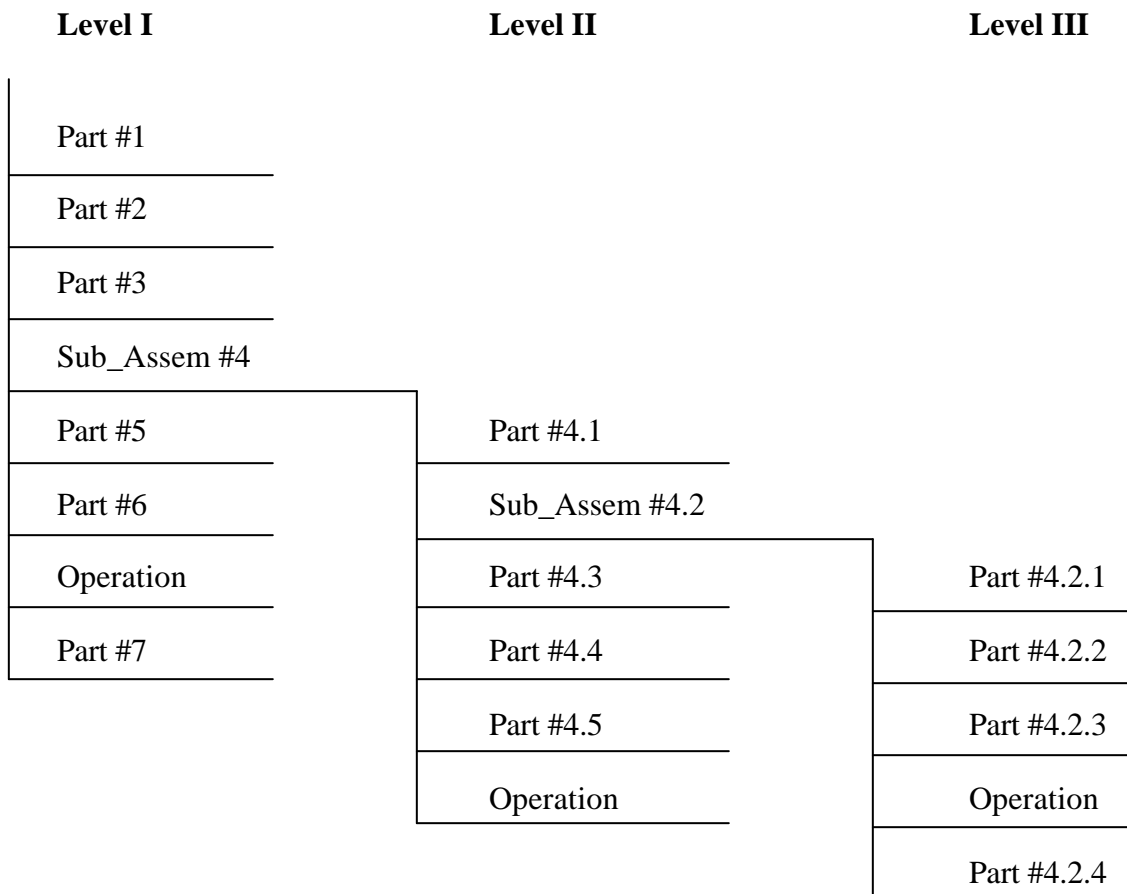 Level I Level II Level III
Part #1
Part #2
Part #3
Sub_Assem #4
Part #5 Part #4.1
Part #6 Sub_Assem #4.2
Operation Part #4.3 Part #4.2.1
Part #7 Part #4.4 Part #4.2.2
Part #4.5 Part #4.2.3
Operation Operation
Part #4.2.4